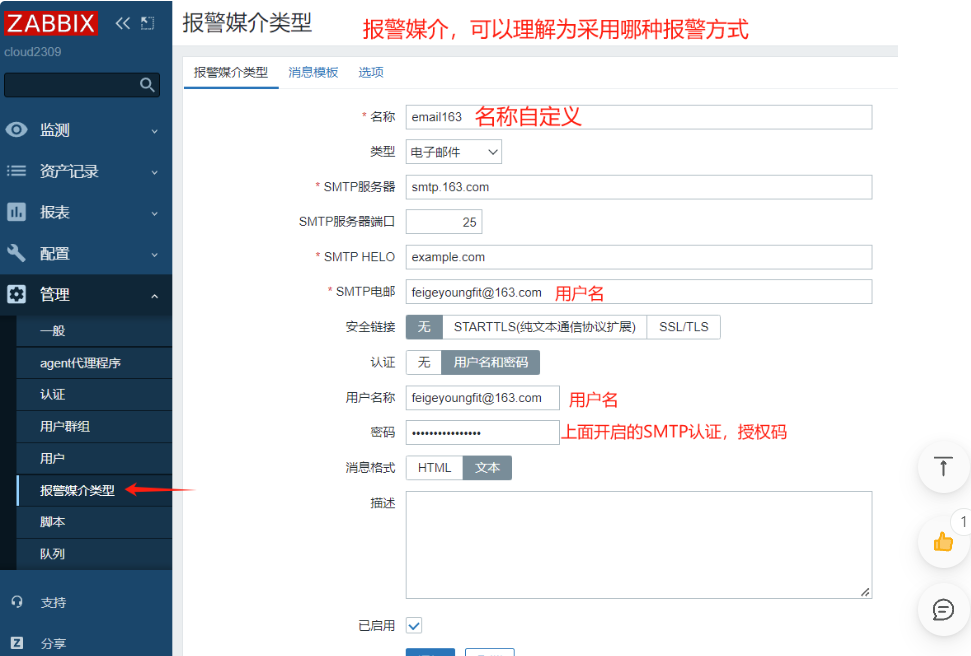 ZABBIX
cloud2309
监测
资产记录
报表
配置
管理
一般
agent代理程序
认证
用户群组
用户
报警媒介类型
脚本
队列
支持
Z 分享
报警媒介类型 报警媒介，可以理解为采用哪种报警方式
报警媒介类型 消息模板 选项
* 名称 email163 名称自定义
类型 电子邮件
* SMTP服务器 smtp.163.com
SMTP服务器端口 25
* SMTP HELO example.com
* SMTP电邮 feigeyoungfit@163.com 用户名
安全链接 无 STARTTLS(纯文本通信协议扩展) SSL/TLS
认证 无 用户名和密码
用户名称 feigeyoungfit@163.com 用户名
密码 •••••••••••••••• 上面开启的SMTP认证，授权码
消息格式 HTML 文本
描述
已启用
1